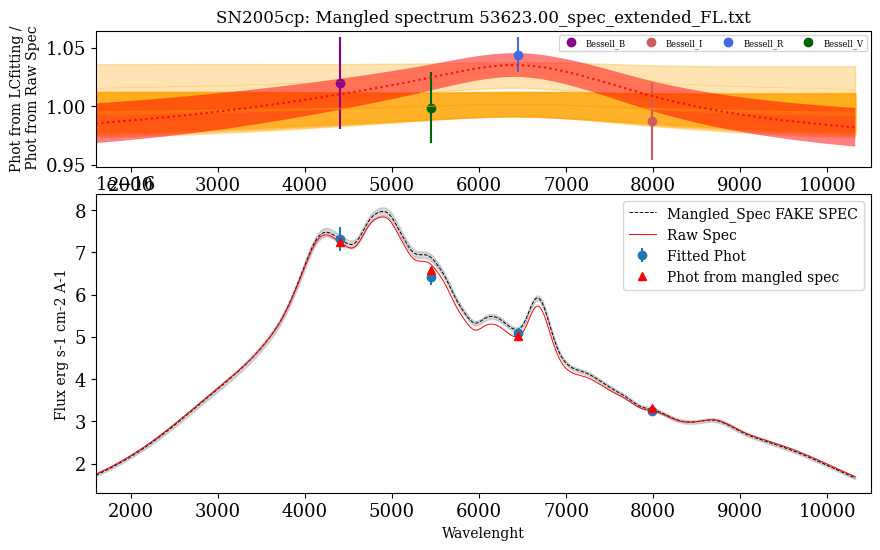 SN2005cp: Mangled spectrum 53623.00_spec_extended_FL.txt
Phot from LCfitting /
Phot from Raw Spec
1.05
1.00
0.95
Bessell_B Bessell_I Bessell_R Bessell_V
2000 3000 4000 5000 6000 7000 8000 9000 10000
Flux erg s-1 cm-2 A-1
8
7
6
5
4
3
2
Mangled_Spec FAKE SPEC
Raw Spec
Fitted Phot
Phot from mangled spec
2000 3000 4000 5000 6000 7000 8000 9000 10000
Wavelenght